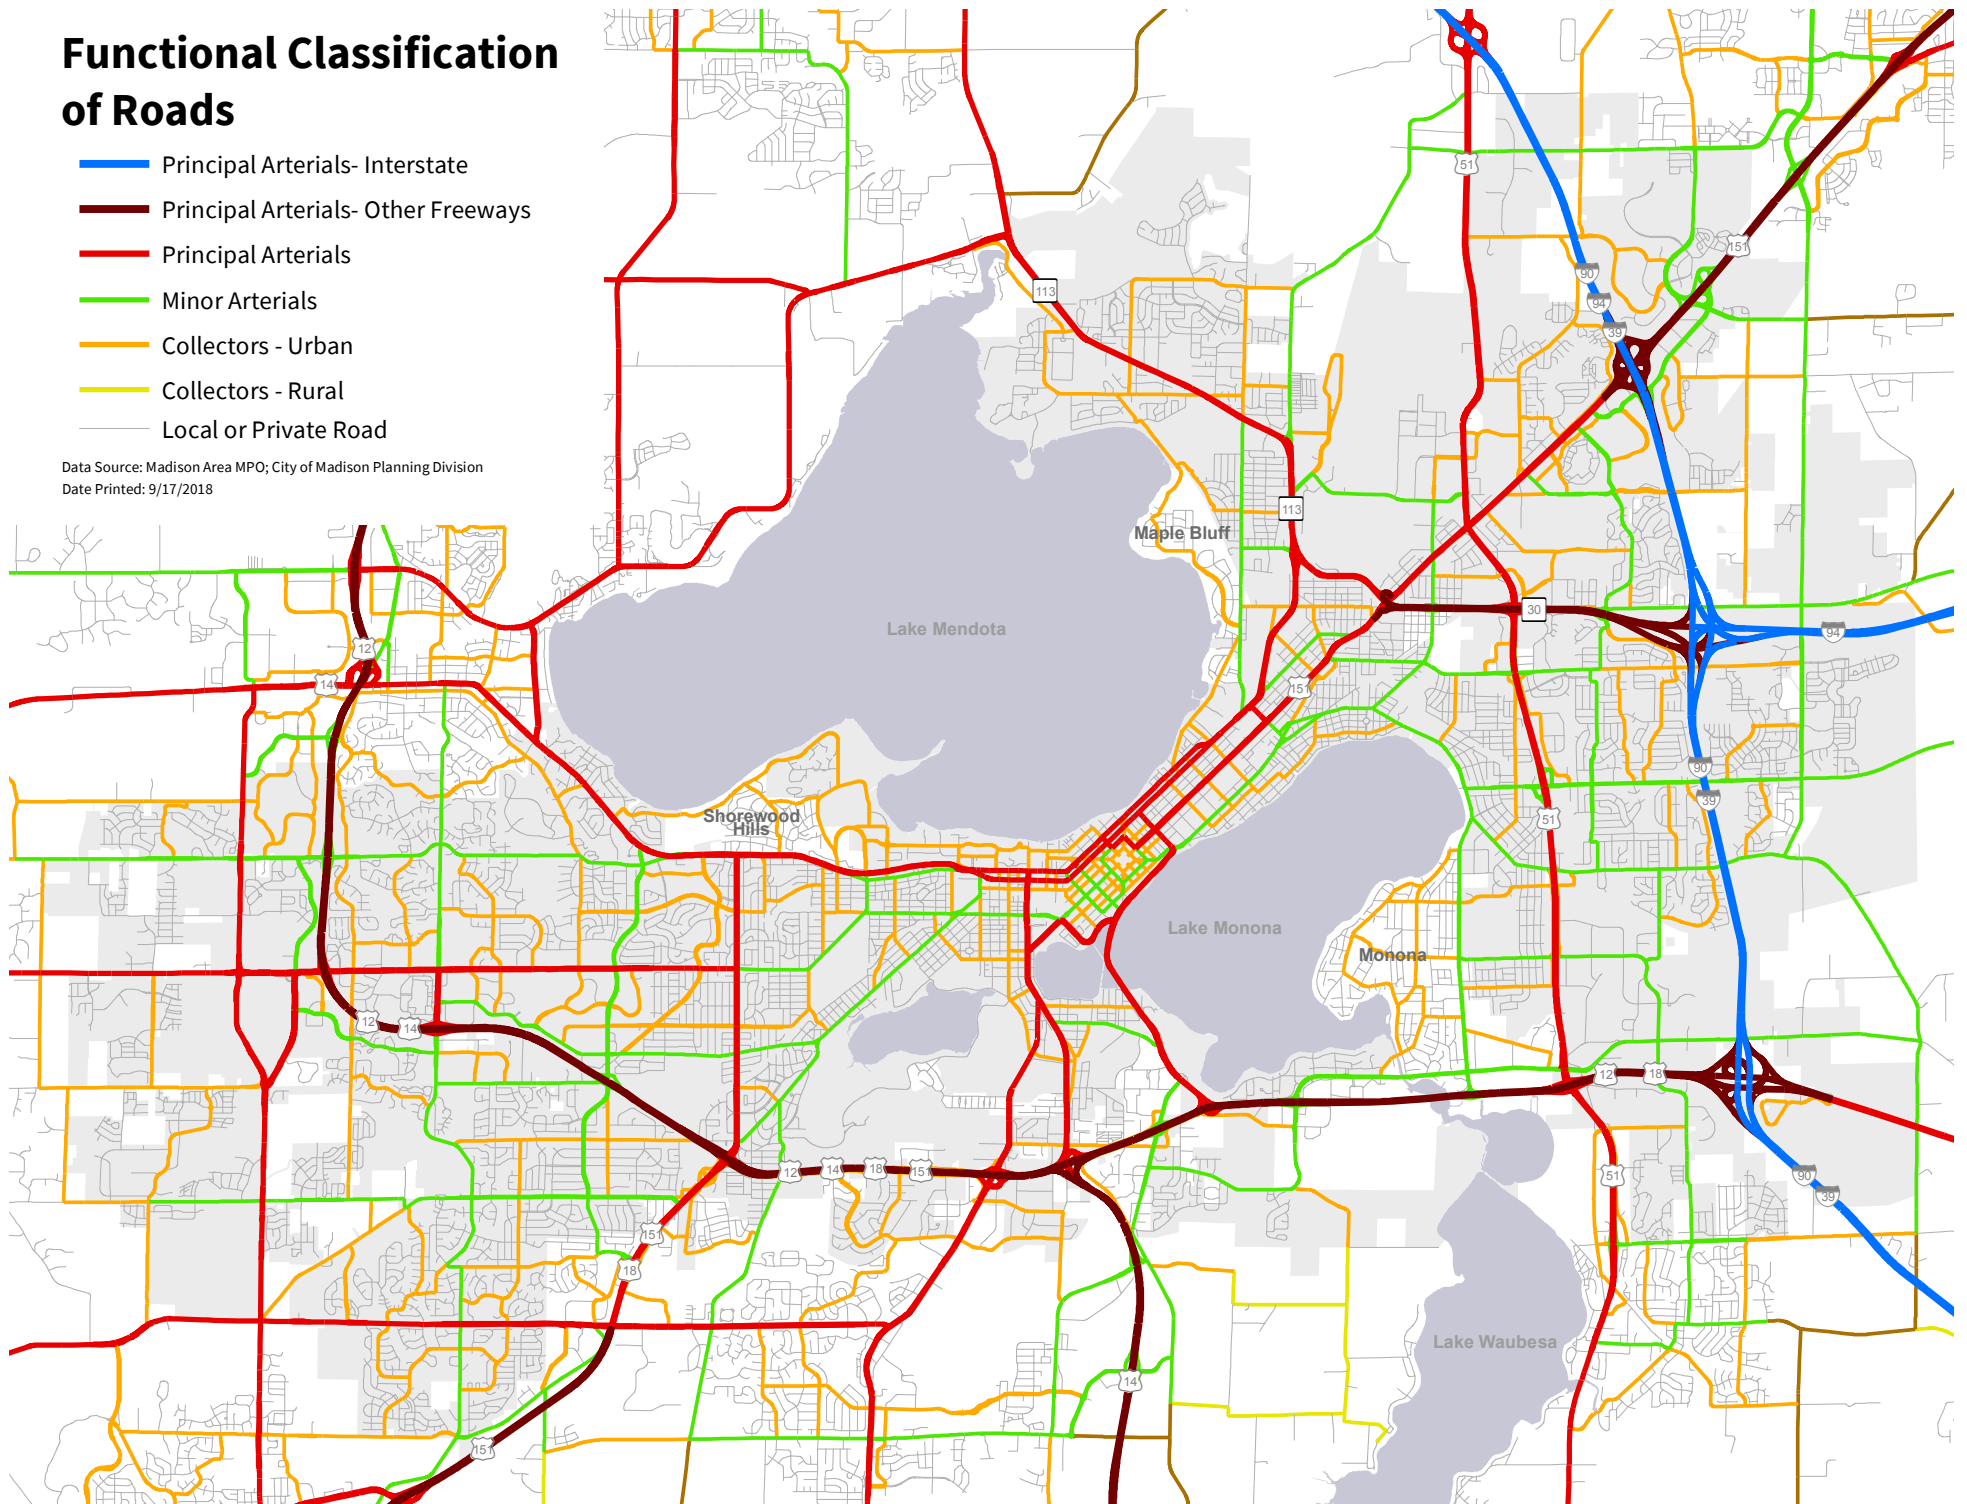 Functional Classification
of Roads
Principal Arterials- Interstate
Principal Arterials- Other Freeways
Principal Arterials
Minor Arterials
Collectors - Urban
Collectors - Rural
Local or Private Road
Data Source: Madison Area MPO; City of Madison Planning Division
Date Printed: 9/17/2018
51
151
90
94
39
113
113
Maple Bluff
30
94
Lake Mendota
12
14
151
90
39
51
Shorewood
Hills
Lake Monona
Monona
12
14
12
18
12
14
18
151
51
90
39
151
18
Lake Waubesa
14
151